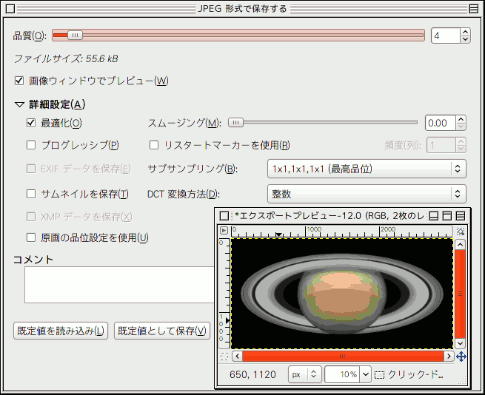 JPEG 形式で保存する
品質(Q): 4
ファイルサイズ: 55.6 kB
画像ウィンドウでプレビュー(W)
詳細設定(A)
最適化(O) スムージング(M): 0.00
プログレッシブ(P) リスタートマーカーを使用(R) 頻度(列): 1
EXIF データを保存(E) サブサンプリング(B): 1x1,1x1,1x1 (最高品位)
サムネイルを保存(T) DCT 変換方法(D): 整数
XMP データを保存(X)
原画の品位設定を使用(U)
コメント
既定値を読み込み(L) 既定値として保存(V)
*エクスポートプレビュー-12.0 (RGB, 2枚のレ
0 1000 2000
0
1000
650, 1120 px 10% クリック-ド...